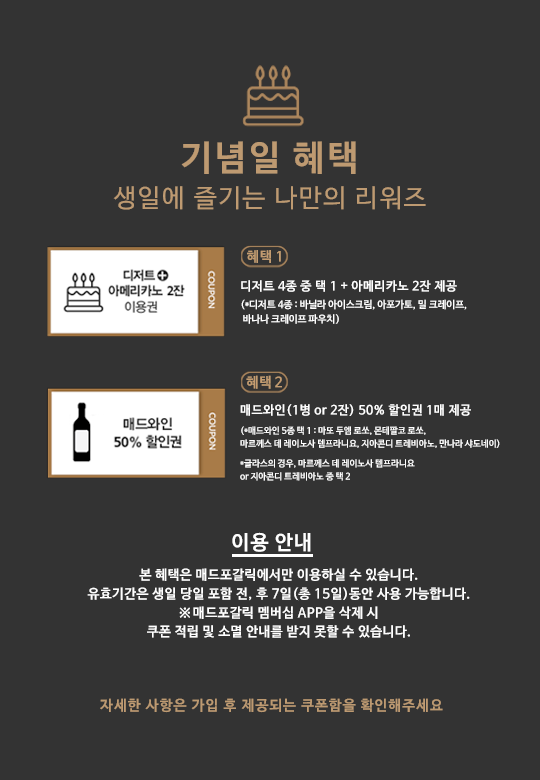 기념일 혜택
생일에 즐기는 나만의 리워즈
디저트
아메리카노 2잔
이용권
COUPON
혜택 1
디저트 4종 중 택 1 + 아메리카노 2잔 제공
(*디저트 4종 : 바닐라 아이스크림, 아포가토, 밀 크레이프,
바나나 크레이프 파우치)
매드와인
50% 할인권
COUPON
혜택 2
매드와인(1병 or 2잔) 50% 할인권 1매 제공
(*매드와인 5종 택 1 : 마또 두엠 로쏘, 몬테깔코 로쏘,
마르께스 데 레이노사 템프라니요, 지아콘디 트레비아노, 만나라 샤도네이)
*글라스의 경우, 마르께스 데 레이노사 템프라니요
or 지아콘디 트레비아노 중 택 2
이용 안내
본 혜택은 매드포갈릭에서만 이용하실 수 있습니다.
유효기간은 생일 당일 포함 전, 후 7일(총 15일)동안 사용 가능합니다.
※매드포갈릭 멤버십 APP을 삭제 시
쿠폰 적립 및 소멸 안내를 받지 못할 수 있습니다.
자세한 사항은 가입 후 제공되는 쿠폰함을 확인해주세요